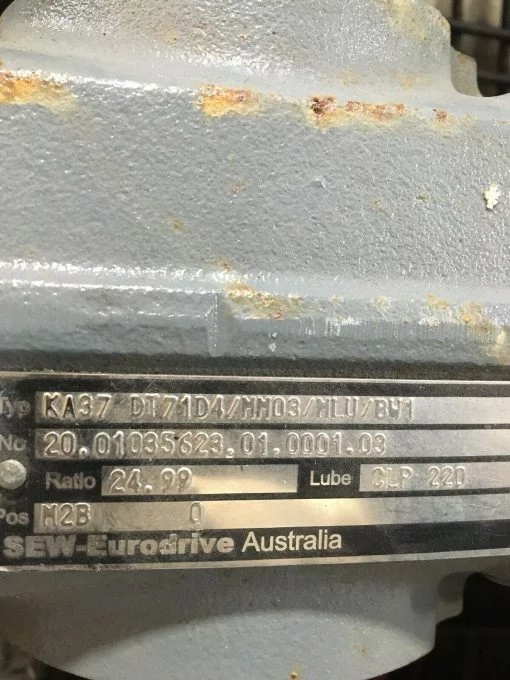 Typ KA37 DT71D4/MM03/MLU/BW1
No 20.01035623.01.0001.03
Ratio 24.99 Lube CLP 220
Pos M2B 0
SEW-Eurodrive Australia